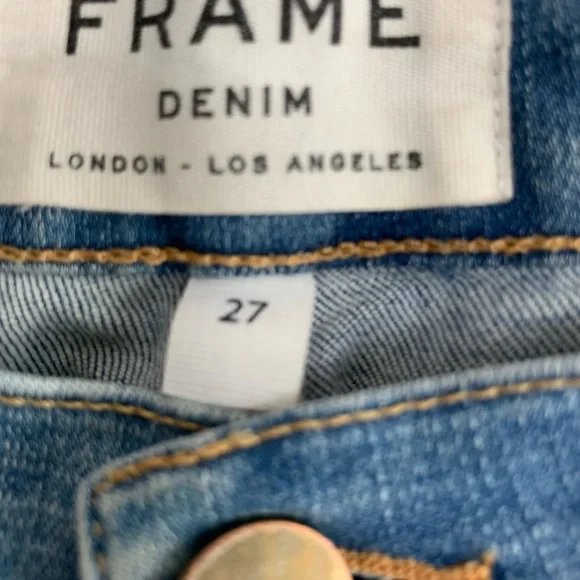 FRAME
DENIM
LONDON - LOS ANGELES
27